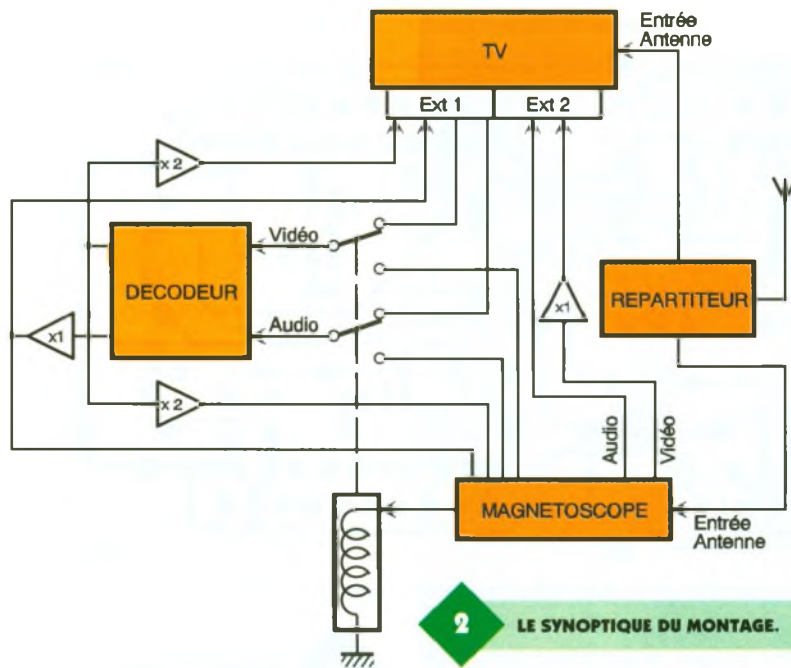 Entrée
Antenne
TV
Ext 1
Ext 2
x 2
Vidéo
DECODEUR
REPARTITEUR
x1
Audio
x1
x 2
Audio
Vidéo
MAGNETOSCOPE
Entrée
Antenne
2
LE SYNOPTIQUE DU MONTAGE.